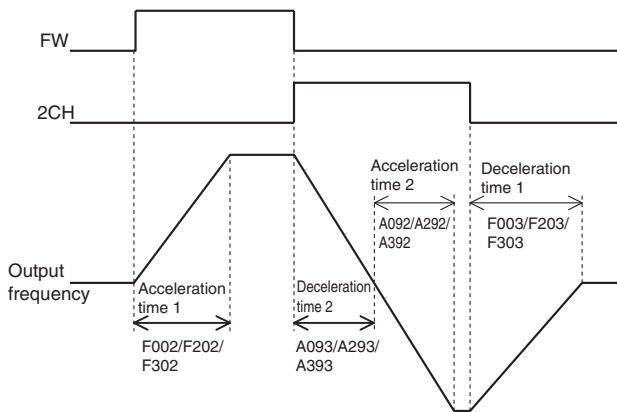 FW
2CH
Acceleration
time 2
A092/A292/
A392
Deceleration
time 1
F003/F203/
F303
Output
frequency
Acceleration
time 1
F002/F202/
F302
Deceleration
time 2
A093/A293/
A393